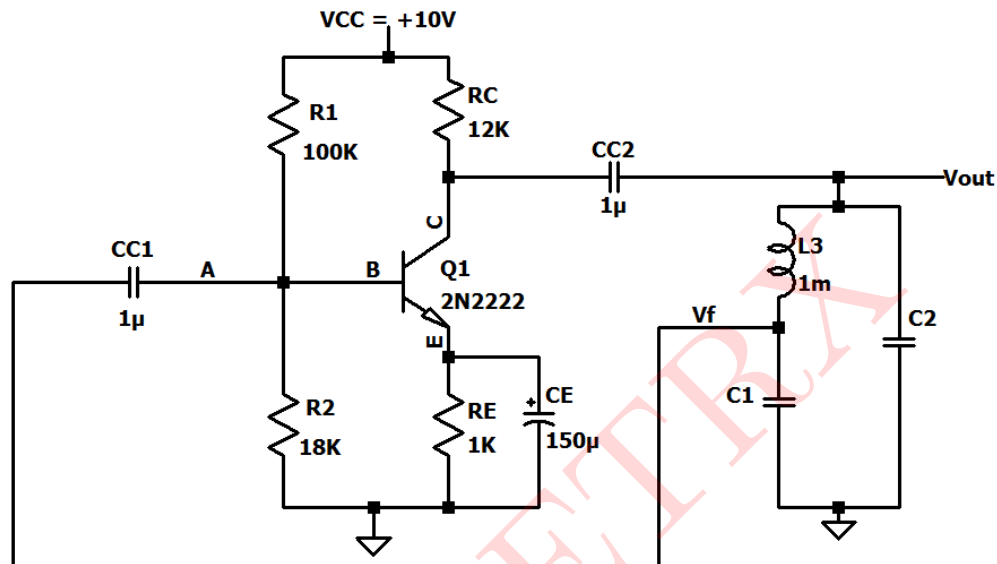 VCC = +10V
R1
100K
RC
12K
CC2
1µ
Vout
C
CC1
1µ
A
B
Q1
2N2222
E
L3
1m
Vf
C2
C1
R2
18K
RE
1K
+
CE
150µ
ETRX